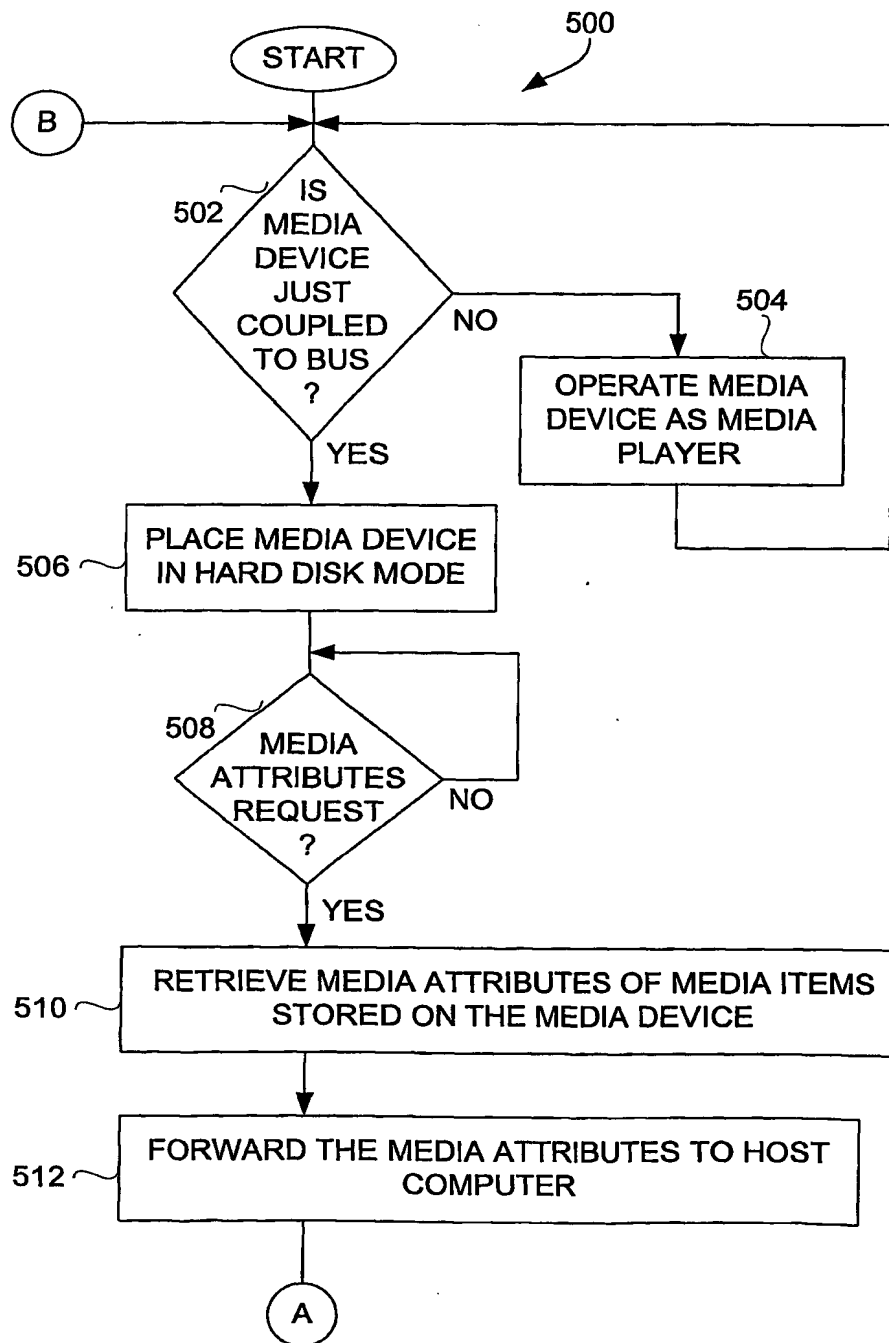 500
START
B
502
IS
MEDIA
DEVICE
JUST
COUPLED
TO BUS
?
NO
504
OPERATE MEDIA
DEVICE AS MEDIA
PLAYER
YES
506
PLACE MEDIA DEVICE
IN HARD DISK MODE
508
MEDIA
ATTRIBUTES
REQUEST
?
NO
YES
510
RETRIEVE MEDIA ATTRIBUTES OF MEDIA ITEMS
STORED ON THE MEDIA DEVICE
512
FORWARD THE MEDIA ATTRIBUTES TO HOST
COMPUTER
A